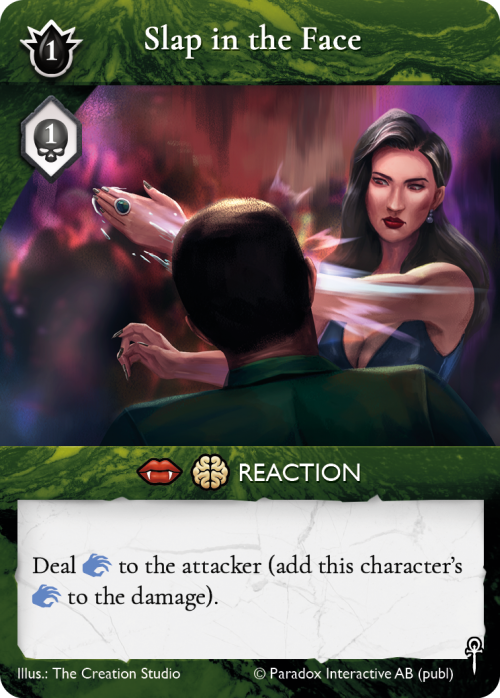 1
Slap in the Face
1
REACTION
Deal to the attacker (add this character's
to the damage).
Illus.: The Creation Studio © Paradox Interactive AB (publ)